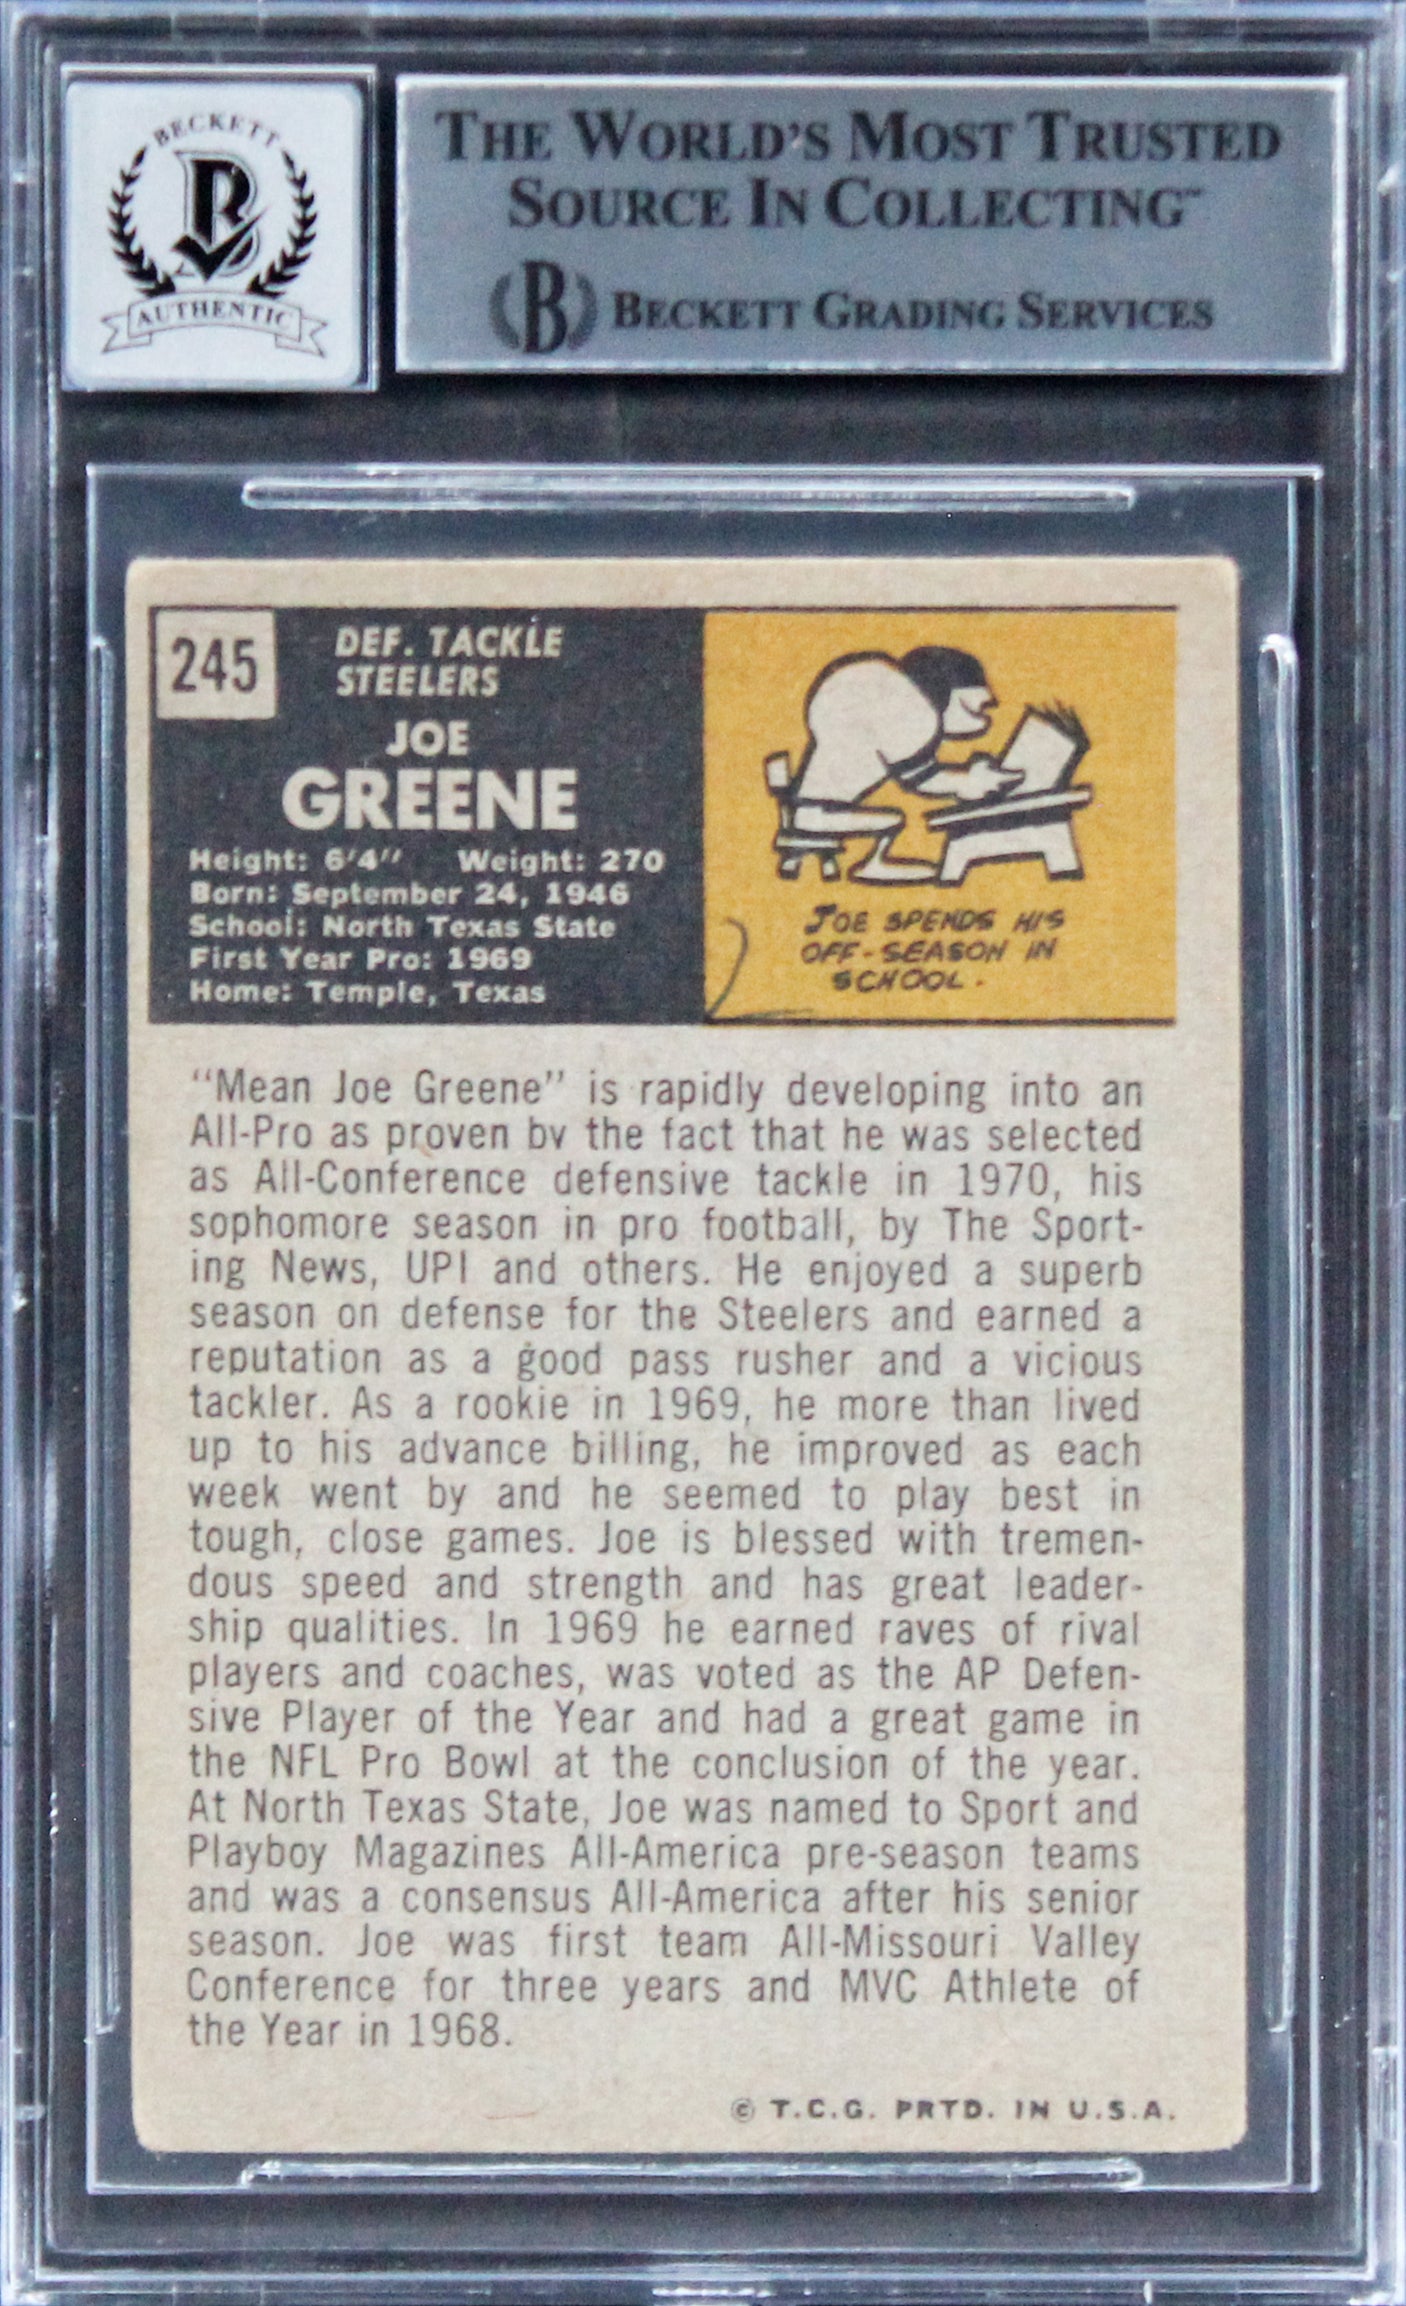 BECKETT
AUTHENTIC
THE WORLD'S MOST TRUSTED
SOURCE IN COLLECTING™
B BECKETT GRADING SERVICES
245
DEF. TACKLE
STEELERS
JOE
GREENE
Height: 6'4" Weight: 270
Born: September 24, 1946
School: North Texas State
First Year Pro: 1969
Home: Temple, Texas
JOE SPENDS HIS
OFF-SEASON IN
SCHOOL.
"Mean Joe Greene" is rapidly developing into an
All-Pro as proven by the fact that he was selected
as All-Conference defensive tackle in 1970, his
sophomore season in pro football, by The Sport-
ing News, UPI and others. He enjoyed a superb
season on defense for the Steelers and earned a
reputation as a good pass rusher and a vicious
tackler. As a rookie in 1969, he more than lived
up to his advance billing, he improved as each
week went by and he seemed to play best in
tough, close games. Joe is blessed with tremen-
dous speed and strength and has great leader-
ship qualities. In 1969 he earned raves of rival
players and coaches, was voted as the AP Defen-
sive Player of the Year and had a great game in
the NFL Pro Bowl at the conclusion of the year.
At North Texas State, Joe was named to Sport and
Playboy Magazines All-America pre-season teams
and was a consensus All-America after his senior
season. Joe was first team All-Missouri Valley
Conference for three years and MVC Athlete of
the Year in 1968.
© T.C.G. PRTD. IN U.S.A.